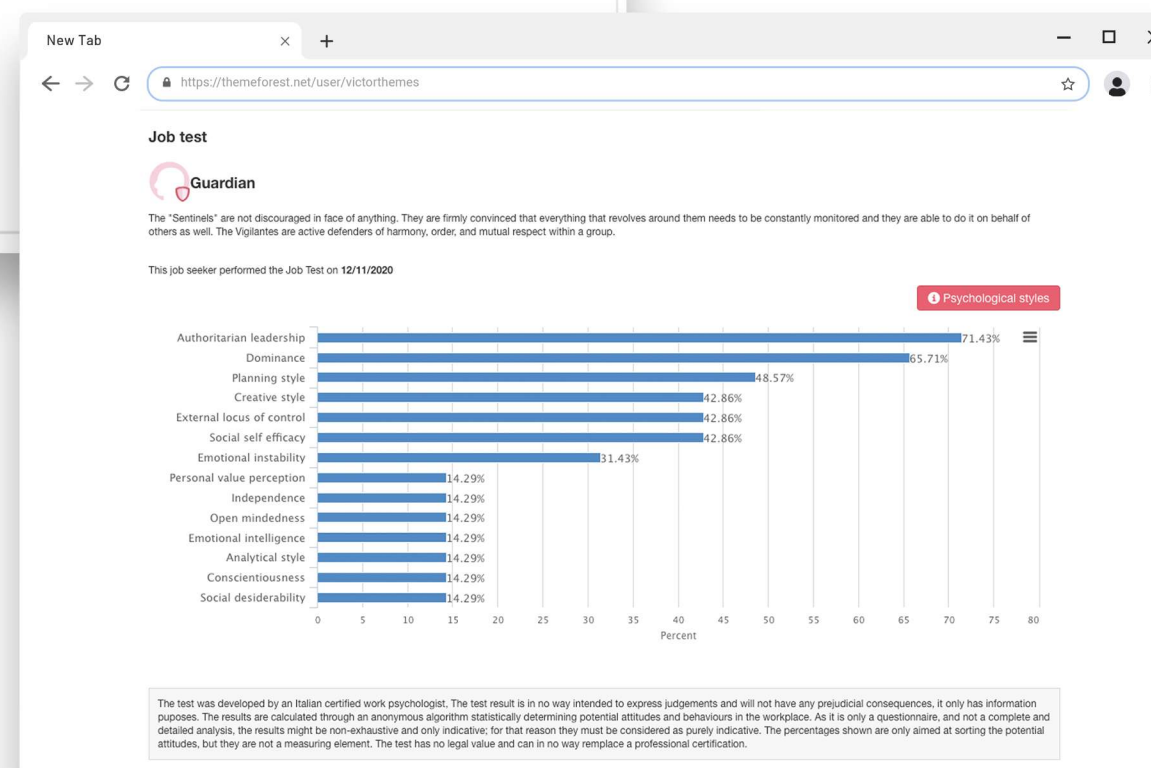 New Tab
https://themeforest.net/user/victorthemes
Job test
Guardian
The "Sentinels" are not discouraged in face of anything. They are firmly convinced that everything that revolves around them needs to be constantly monitored and they are able to do it on behalf of
others as well. The Vigilantes are active defenders of harmony, order, and mutual respect within a group.
This job seeker performed the Job Test on 12/11/2020
Psychological styles
Authoritarian leadership 71.43%
Dominance 65.71%
Planning style 48.57%
Creative style 42.86%
External locus of control 42.86%
Social self efficacy 42.86%
Emotional instability 31.43%
Personal value perception 14.29%
Independence 14.29%
Open mindedness 14.29%
Emotional intelligence 14.29%
Analytical style 14.29%
Conscientiousness 14.29%
Social desiderability 14.29%
0 5 10 15 20 25 30 35 40 45 50 55 60 65 70 75 80
Percent
The test was developed by an Italian certified work psychologist, The test result is in no way intended to express judgements and will not have any prejudicial consequences, it only has information
puposes. The results are calculated through an anonymous algorithm statistically determining potential attitudes and behaviours in the workplace. As it is only a questionnaire, and not a complete and
detailed analysis, the results might be non-exhaustive and only indicative; for that reason they must be considered as purely indicative. The percentages shown are only aimed at sorting the potential
attitudes, but they are not a measuring element. The test has no legal value and can in no way remplace a professional certification.